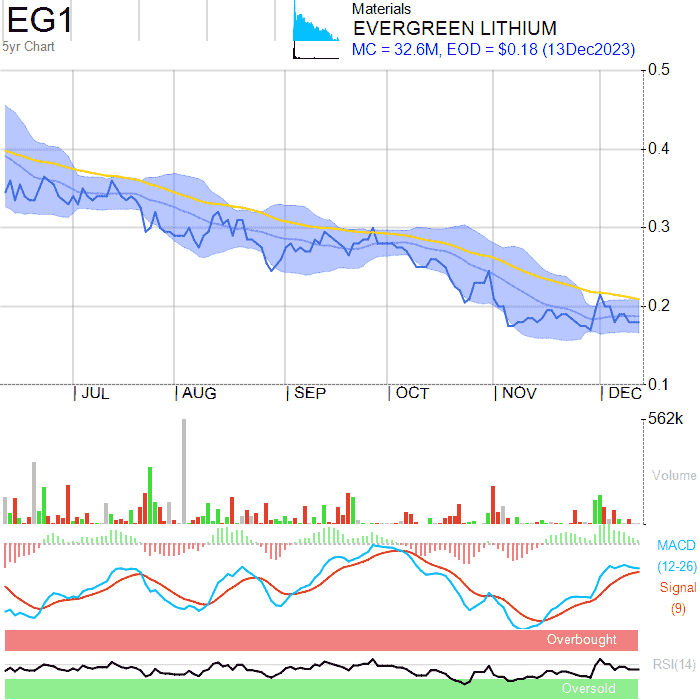 EG1
5yr Chart
Materials
EVERGREEN LITHIUM
MC = 32.6M, EOD = $0.18 (13Dec2023)
0.5
0.4
0.3
0.2
0.1
JUL AUG SEP OCT NOV DEC
562k
Volume
MACD
(12-26)
Signal
(9)
Overbought
RSI(14)
Oversold